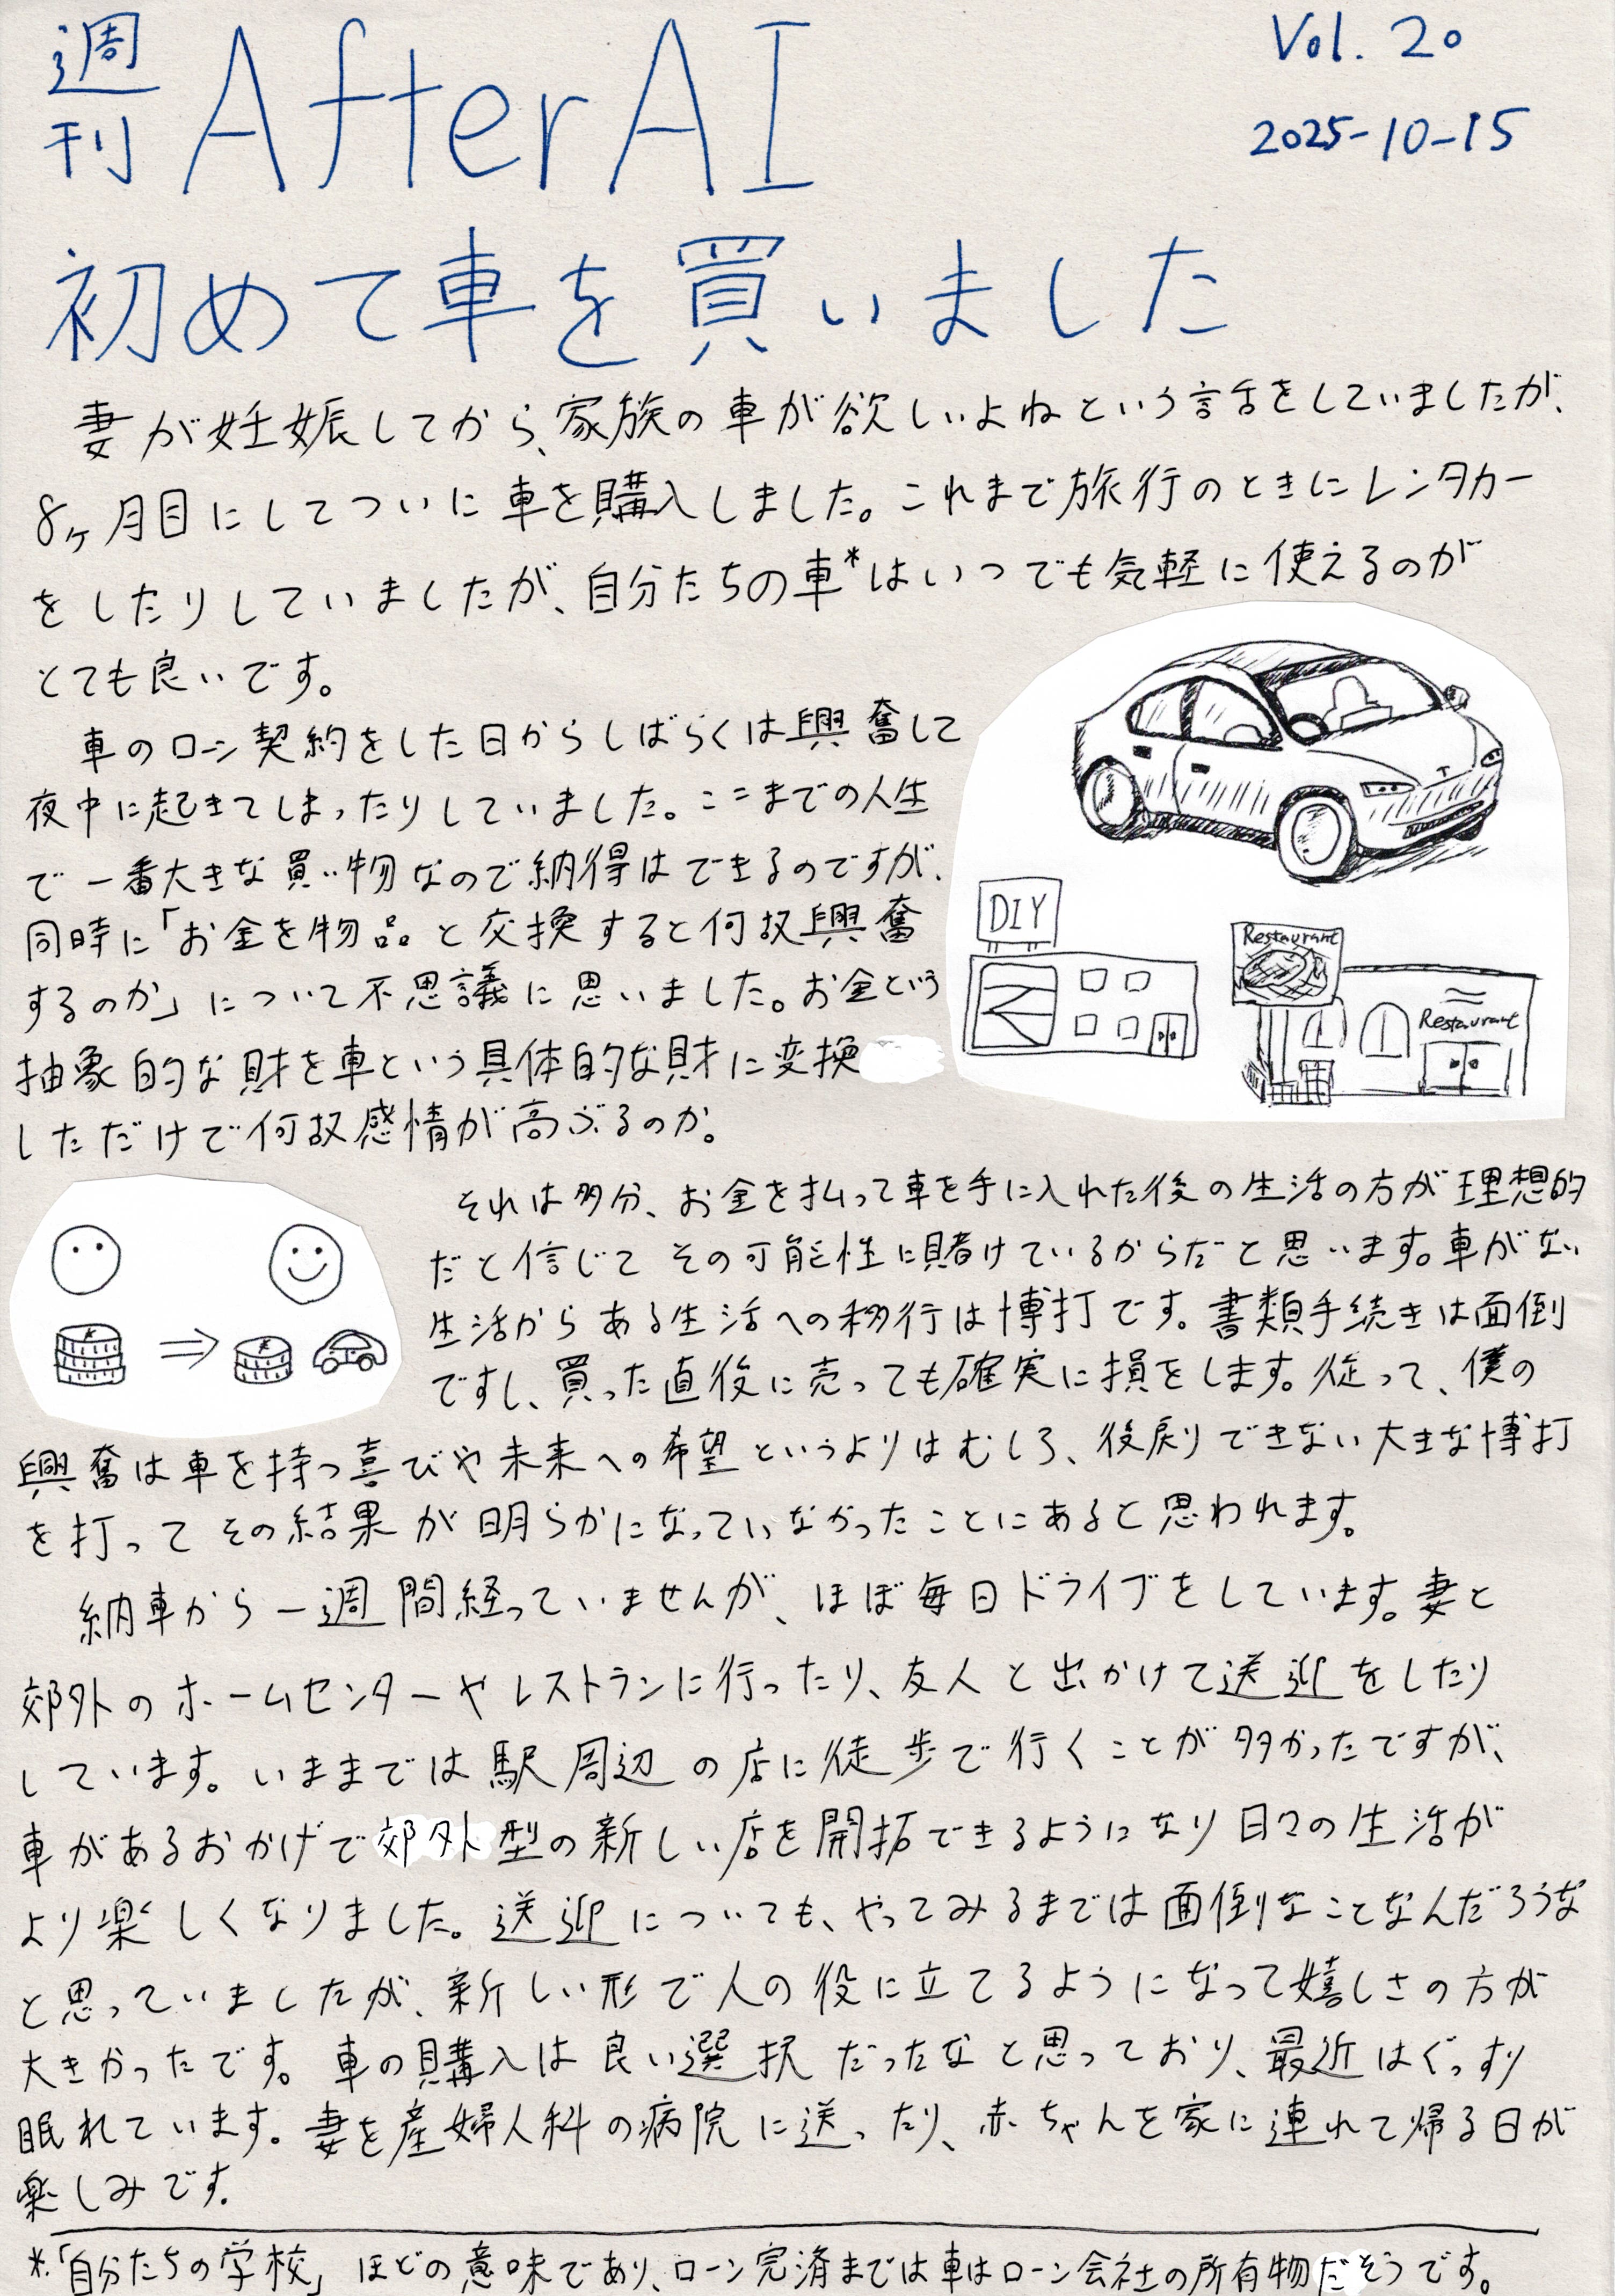 週刊 AfterAI
Vol. 20
2025-10-15
初めて車を買いました
妻が妊娠してから、家族の車が欲しいよねという話をしていましたが、
8ヶ月目にしてついに車を購入しました。これまで旅行のときにレンタカー
をしたりしていましたが、自分たちの車*はいつでも気軽に使えるのが
とても良いです。
車のローン契約をした日からしばらくは興奮して
夜中に起きてしまったりしていました。ここまでの人生
で一番大きな買い物なので納得はできるのですが、
同時に「お金を物品と交換すると何故興奮
するのか」について不思議に思いました。お金という
抽象的な財を車という具体的な財に変換
しただけで何故感情が高ぶるのか。
DIY
Restaurant
Restaurant
それは多分、お金を払って車を手に入れた後の生活の方が理想的
だと信じてその可能性に賭けているからだと思います。車がない
生活からある生活への移行は博打です。書類手続きは面倒
ですし、買った直後に売っても確実に損をします。従って、僕の
興奮は車を持つ喜びや未来への希望というよりはむしろ、後戻りできない大きな博打
を打ってその結果が明らかになっていなかったことにあると思われます。
納車から一週間経っていませんが、ほぼ毎日ドライブをしています。妻と
郊外のホームセンターやレストランに行ったり、友人と出かけて送迎をしたり
しています。いままでは駅周辺の店に徒歩で行くことが多かったですが、
車があるおかげで郊外型の新しい店を開拓できるようになり日々の生活が
より楽しくなりました。送迎についても、やってみるまでは面倒なことなんだろうな
と思っていましたが、新しい形で人の役に立てるようになって嬉しさの方が
大きかったです。車の購入は良い選択だったなと思っており、最近はぐっすり
眠れています。妻を産婦人科の病院に送ったり、赤ちゃんを家に連れて帰る日が
楽しみです。
*:「自分たちの学校」ほどの意味であり、ローン完済までは車はローン会社の所有物だそうです。